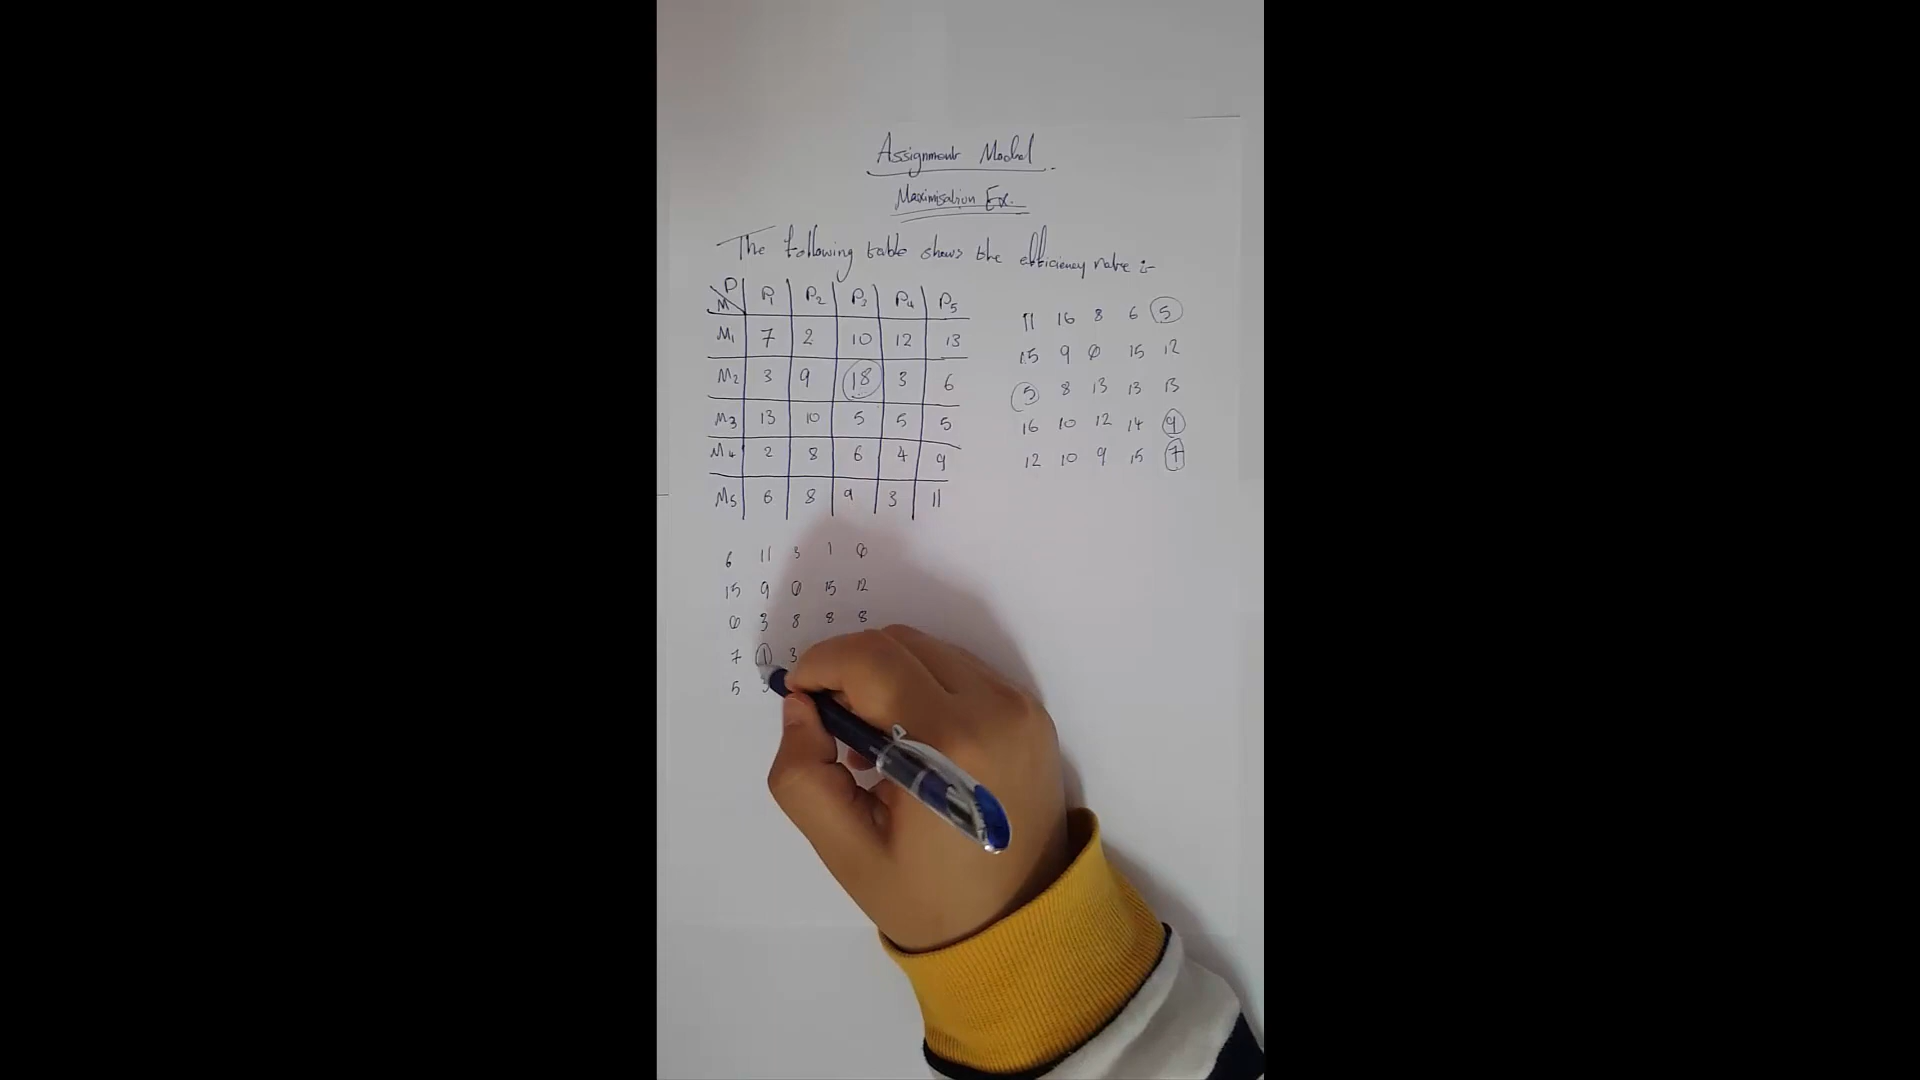 Assignment Model
Maximisation Ex.
The following table shows the efficiency rate :-
P
M P1 P2 P3 P4 P5
M1 7 2 10 12 13
M2 3 9 18 3 6
M3 13 10 5 5 5
M4 2 8 6 4 9
M5 6 8 9 3 11
11 16 8 6 5
15 9 0 15 12
5 8 13 13 13
16 10 12 14 9
12 10 9 15 7
6 11 3 1 0
15 9 0 15 12
0 3 8 8 8
7 1 3
5 3